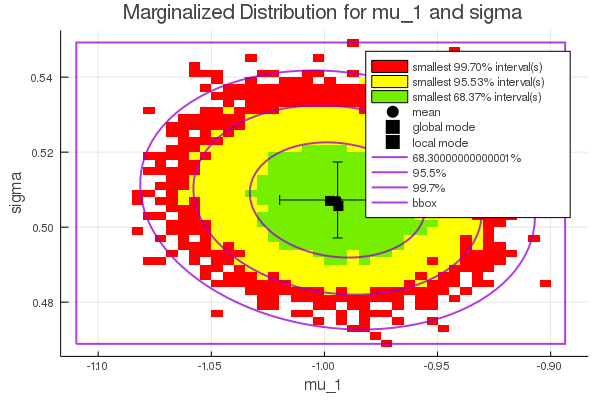 Marginalized Distribution for mu_1 and sigma
smallest 99.70% interval(s)
smallest 95.53% interval(s)
smallest 68.37% interval(s)
mean
global mode
local mode
68.30000000000001%
95.5%
99.7%
bbox
sigma
0.54
0.52
0.50
0.48
-1.10
-1.05
-1.00
-0.95
-0.90
mu_1